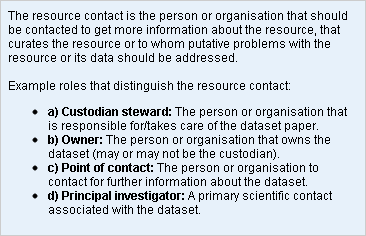 The resource contact is the person or organisation that should
be contacted to get more information about the resource, that
curates the resource or to whom putative problems with the
resource or its data should be addressed.
Example roles that distinguish the resource contact:
• a) Custodian steward: The person or organisation that
is responsible for/takes care of the dataset paper.
• b) Owner: The person or organisation that owns the
dataset (may or may not be the custodian).
• c) Point of contact: The person or organisation to
contact for further information about the dataset.
• d) Principal investigator: A primary scientific contact
associated with the dataset.